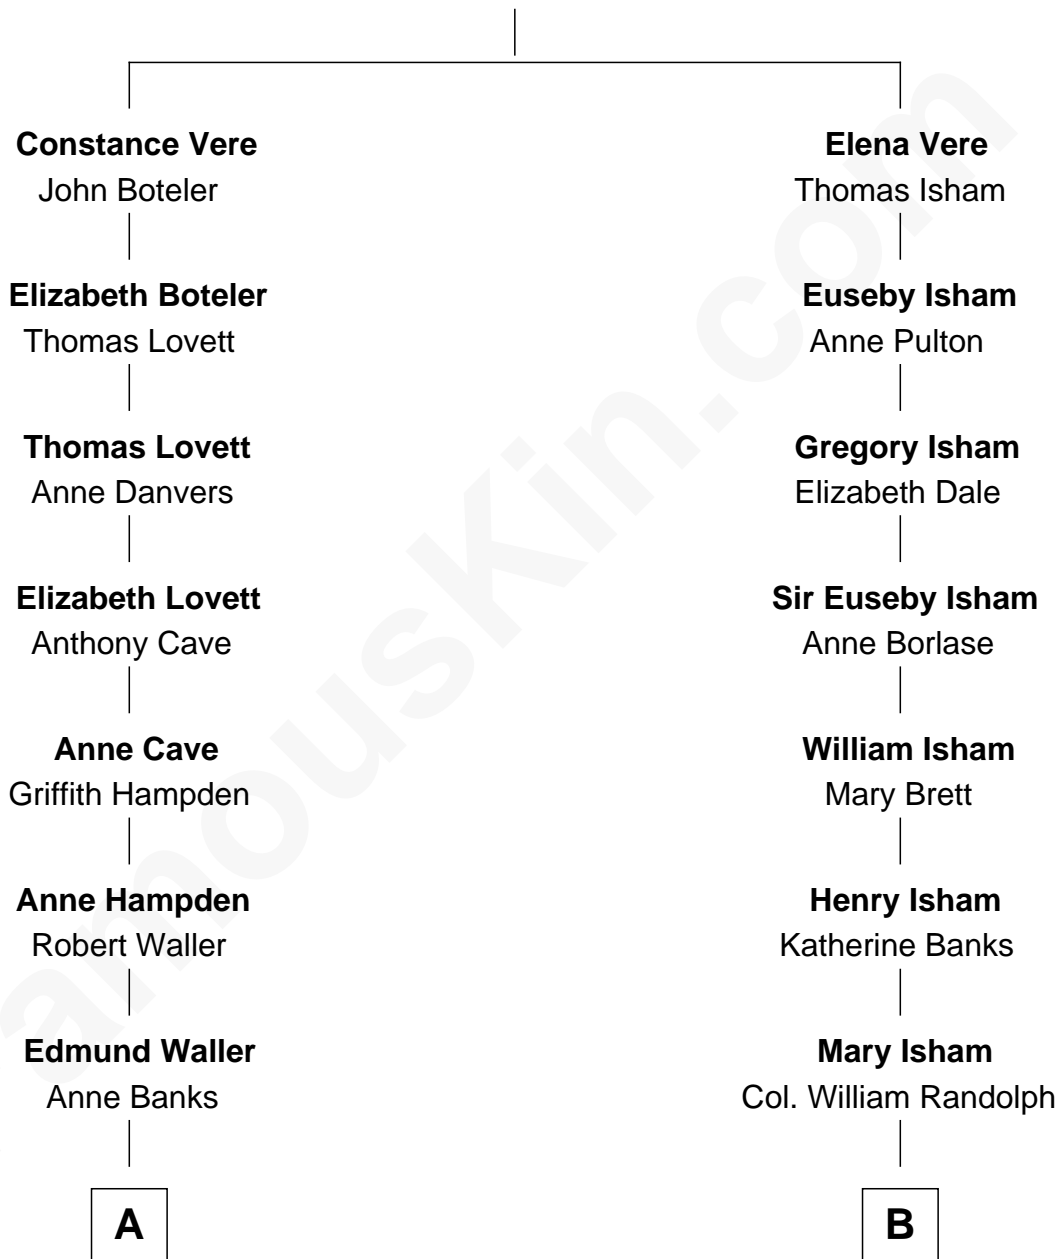 Constance Vere
John Boteler
Elizabeth Boteler
Thomas Lovett
Thomas Lovett
Anne Danvers
Elizabeth Lovett
Anthony Cave
Anne Cave
Griffith Hampden
Anne Hampden
Robert Waller
Edmund Waller
Anne Banks
A
Elena Vere
Thomas Isham
Euseby Isham
Anne Pulton
Gregory Isham
Elizabeth Dale
Sir Euseby Isham
Anne Borlase
William Isham
Mary Brett
Henry Isham
Katherine Banks
Mary Isham
Col. William Randolph
B
amouskin.com